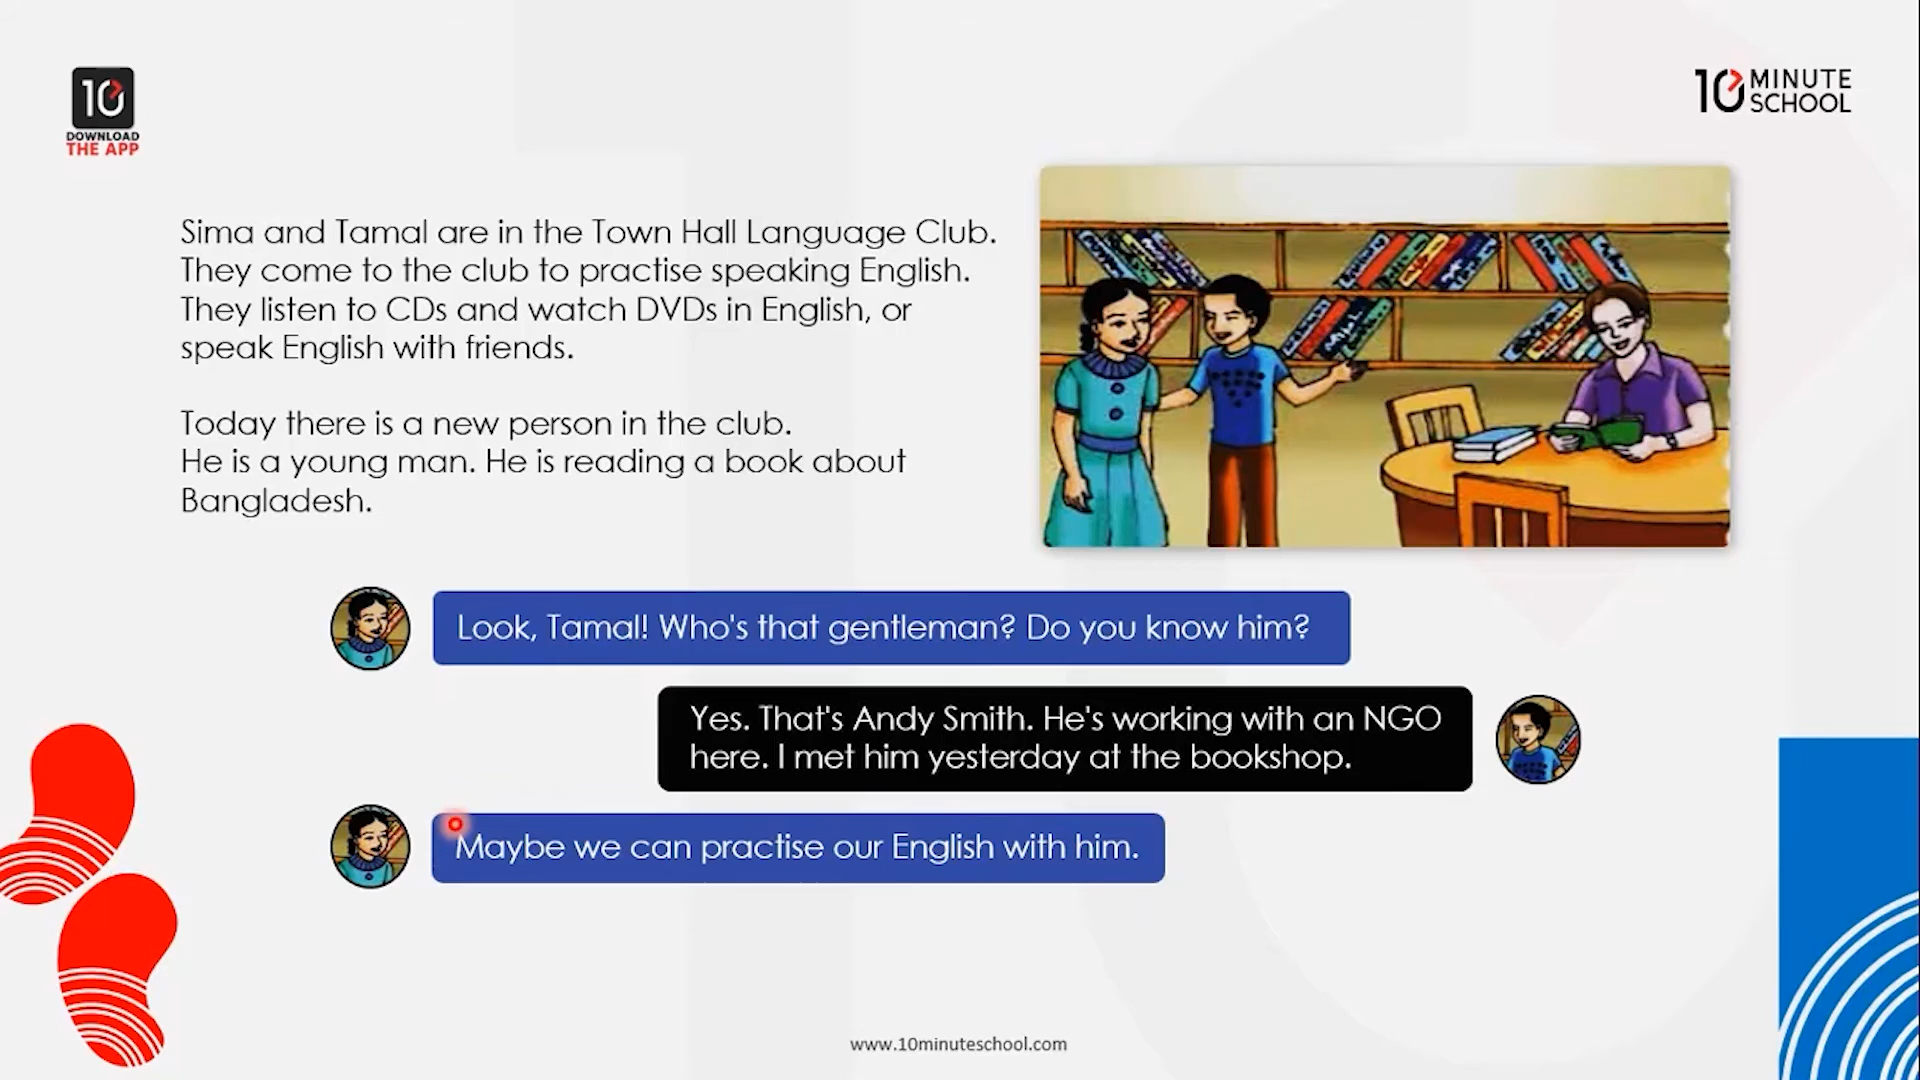 10
DOWNLOAD
THE APP
10 MINUTE
SCHOOL
Sima and Tamal are in the Town Hall Language Club.
They come to the club to practise speaking English.
They listen to CDs and watch DVDs in English, or
speak English with friends.
Today there is a new person in the club.
He is a young man. He is reading a book about
Bangladesh.
Look, Tamal! Who's that gentleman? Do you know him?
Yes. That's Andy Smith. He's working with an NGO
here. I met him yesterday at the bookshop.
Maybe we can practise our English with him.
www.10minuteschool.com